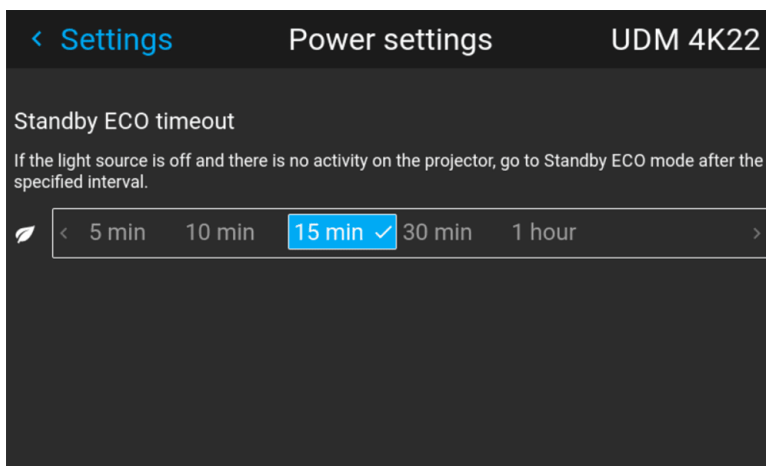 Settings Power settings UDM 4K22
Standby ECO timeout
If the light source is off and there is no activity on the projector, go to Standby ECO mode after the
specified interval.
5 min 10 min 15 min 30 min 1 hour